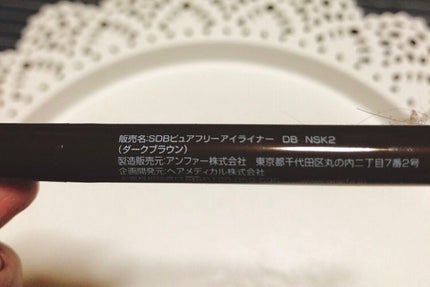 販売名:SDBピュアフリーアイライナー DB NSK2
(ダークブラウン)
製造販売元:アンファー株式会社 東京都千代田区丸の内二丁目7番2号
企画開発元:ヘアメディカル株式会社